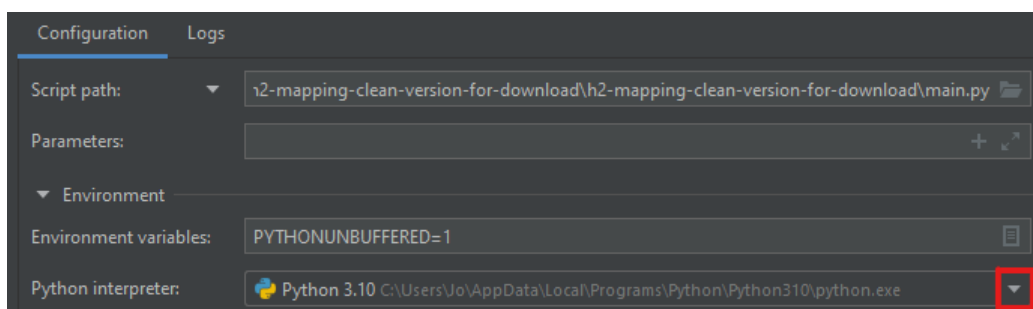 Configuration Logs
Script path: h2-mapping-clean-version-for-download\h2-mapping-clean-version-for-download\main.py
Parameters:
Environment
Environment variables: PYTHONUNBUFFERED=1
Python interpreter: Python 3.10 C:\Users\Jo\AppData\Local\Programs\Python\Python310\python.exe